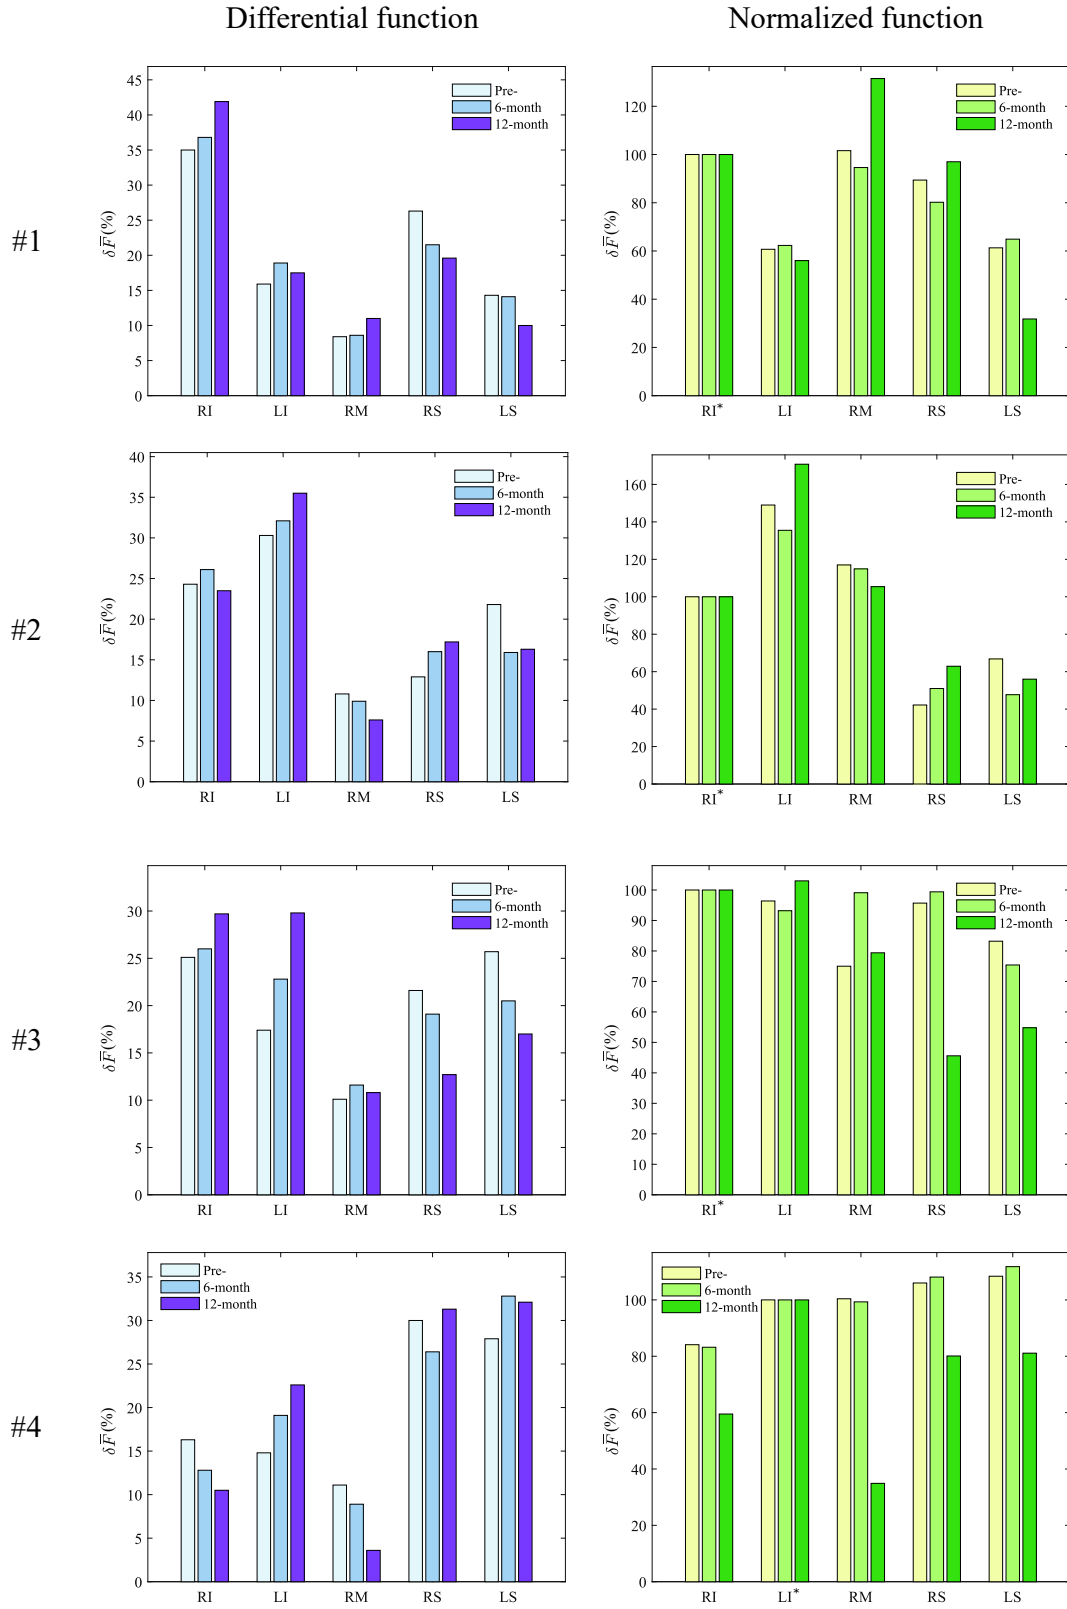 Differential function
Normalized function
#1
45
40
35
30
25
20
15
10
5
0
δF̅(%)
Pre-
6-month
12-month
RI LI RM RS LS
120
100
80
60
40
20
0
δF̅(%)
Pre-
6-month
12-month
RI* LI RM RS LS
#2
40
35
30
25
20
15
10
5
0
δF̅(%)
Pre-
6-month
12-month
RI LI RM RS LS
160
140
120
100
80
60
40
20
0
δF̅(%)
Pre-
6-month
12-month
RI* LI RM RS LS
#3
30
25
20
15
10
5
0
δF̅(%)
Pre-
6-month
12-month
RI LI RM RS LS
100
90
80
70
60
50
40
30
20
10
0
δF̅(%)
Pre-
6-month
12-month
RI* LI RM RS LS
#4
35
30
25
20
15
10
5
0
δF̅(%)
Pre-
6-month
12-month
RI LI RM RS LS
100
80
60
40
20
0
δF̅(%)
Pre-
6-month
12-month
RI LI* RM RS LS